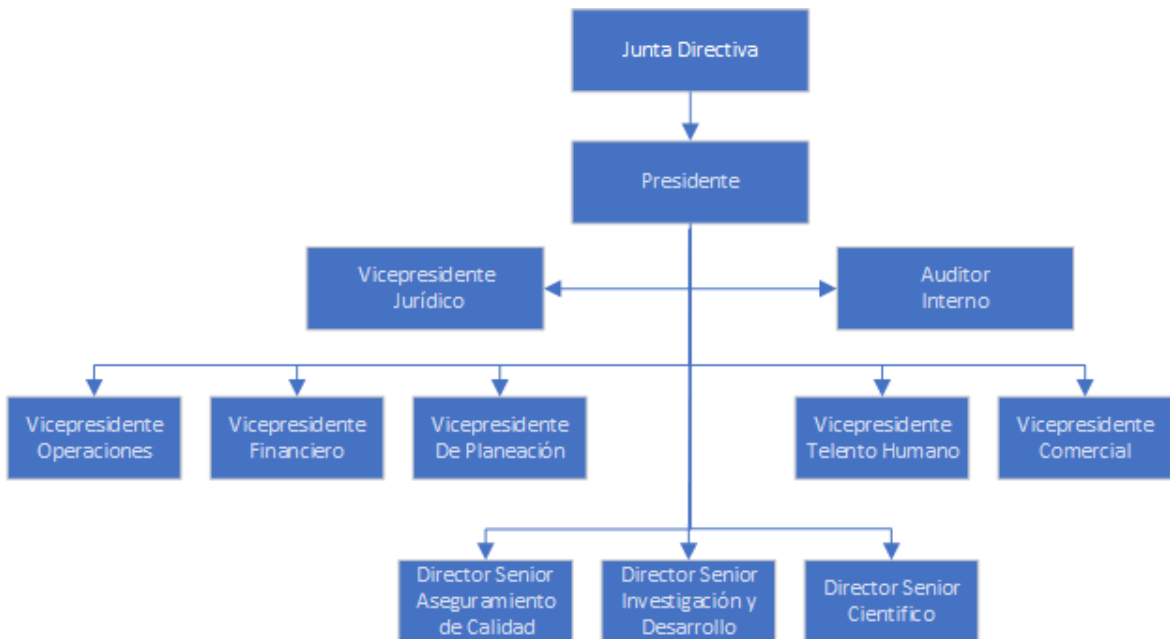 Junta Directiva
Presidente
Vicepresidente
Jurídico
Auditor
Interno
Vicepresidente
Operaciones
Vicepresidente
Financiero
Vicepresidente
De Planeación
Vicepresidente
Telento Humano
Vicepresidente
Comercial
Director Senior
Aseguramiento
de Calidad
Director Senior
Investigación y
Desarrollo
Director Senior
Cientifico